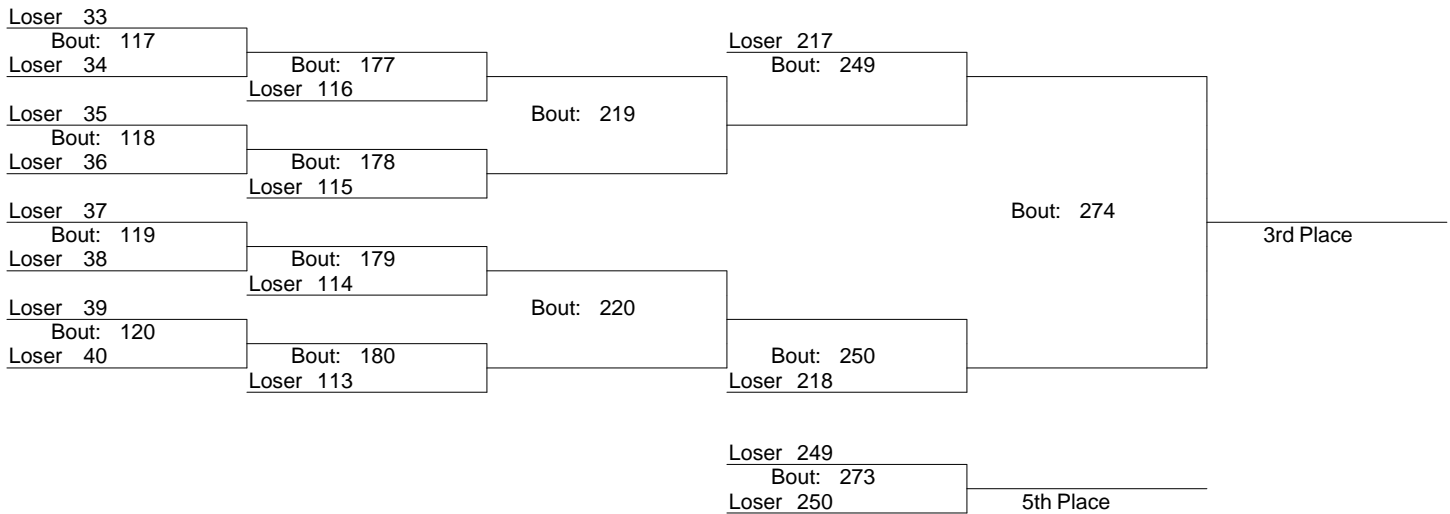 Loser 33
Bout: 117
Loser 34
Loser 35
Bout: 118
Loser 36
Loser 37
Bout: 119
Loser 38
Loser 39
Bout: 120
Loser 40
Bout: 177
Loser 116
Bout: 178
Loser 115
Bout: 179
Loser 114
Bout: 180
Loser 113
Bout: 219
Bout: 220
Loser 217
Bout: 249
Bout: 250
Loser 218
Bout: 274
3rd Place
Loser 249
Bout: 273
Loser 250
5th Place